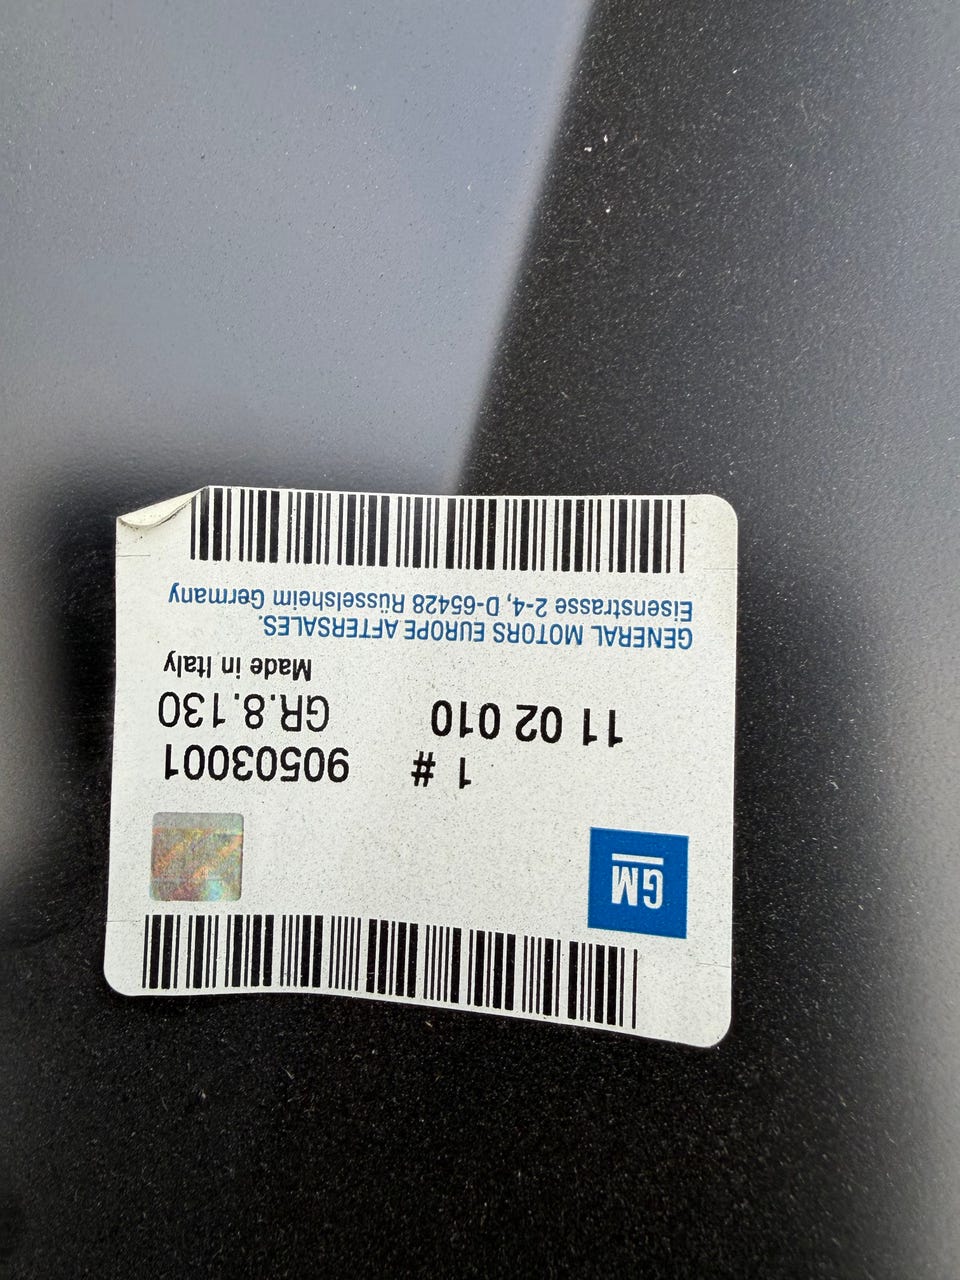 GM
1 # 90503001
11 02 010 GR.8.130
Made in Italy
GENERAL MOTORS EUROPE AFTERSALES.
Eisenstrasse 2-4, D-65428 Rüsselsheim Germany